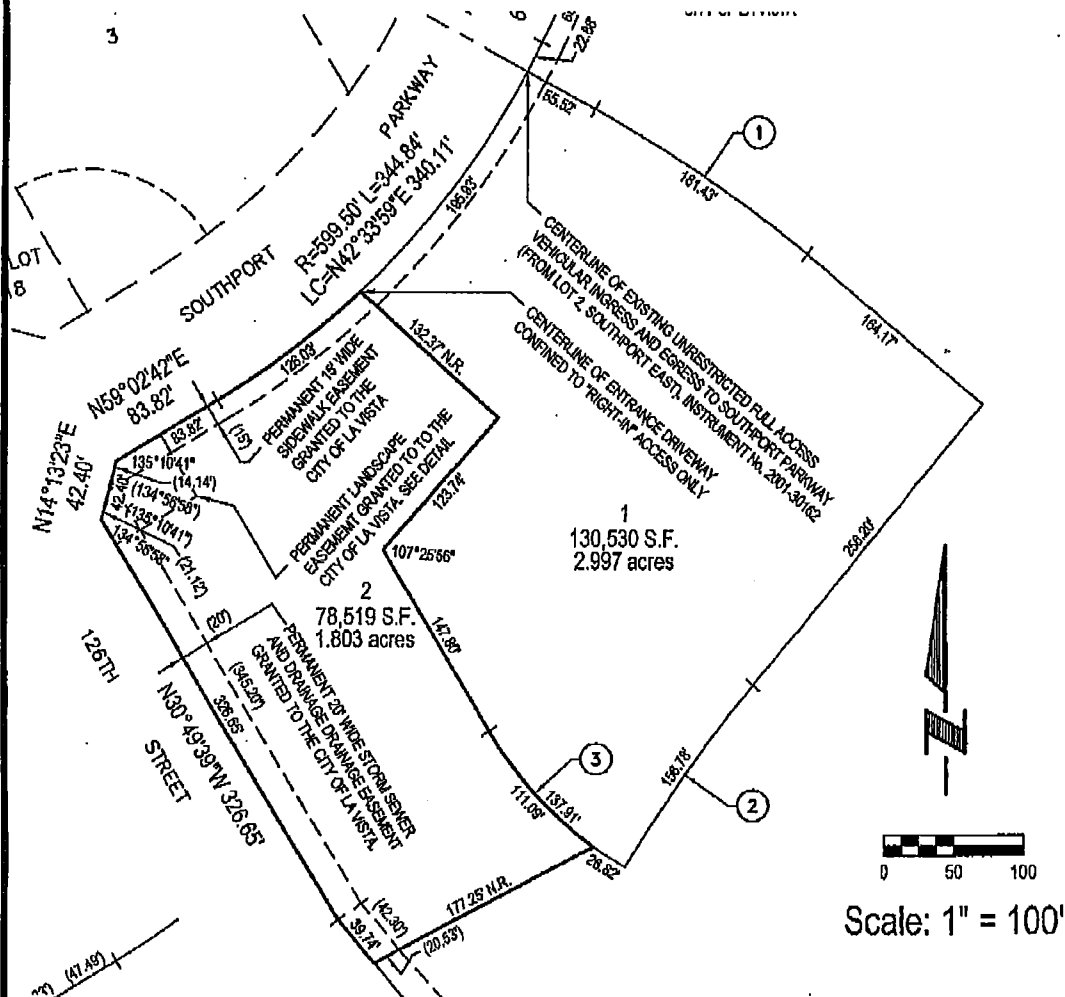 3
6
22.88'
PARKWAY
SOUTHPORT
R=599.50' L=344.84'
LC=N42°33'59"E 340.11'
55.52'
1
181.43'
195.93'
LOT
18
CENTERLINE OF EXISTING UNRESTRICTED FULL ACCESS
VEHICULAR INGRESS AND EGRESS TO SOUTHPORT PARKWAY
(FROM LOT 2, SOUTHPORT EAST), INSTRUMENT No. 2001-30162
164.17'
CENTERLINE OF ENTRANCE DRIVEWAY
CONFINED TO "RIGHT-IN" ACCESS ONLY
132.37' N.R.
128.03'
N59°02'42"E
83.82'
83.82'
(15')
PERMANENT 15' WIDE
SIDEWALK EASEMENT
GRANTED TO THE
CITY OF LA VISTA
N14°13'23"E
42.40'
42.40'
135°10'41"
(14.14')
(134°56'58")
(135°10'41")
134°56'58"
(21.12')
PERMANENT LANDSCAPE
EASEMEMT GRANTED TO TO THE
CITY OF LA VISTA. SEE DETAIL
123.74'
107°25'56"
1
130,530 S.F.
2.997 acres
258.20'
2
78,519 S.F.
1.803 acres
147.80'
(20')
PERMANENT 20' WIDE STORM SEWER
AND DRAINAGE DRAINAGE EASEMENT
GRANTED TO THE CITY OF LA VISTA.
(345.20')
326.65'
126TH
STREET
N30°49'39"W 326.65'
3
111.09'
137.91'
156.78'
2
26.82'
177.25' N.R.
(42.30')
39.74'
(20.53')
(47.49')
0 50 100
Scale: 1" = 100'